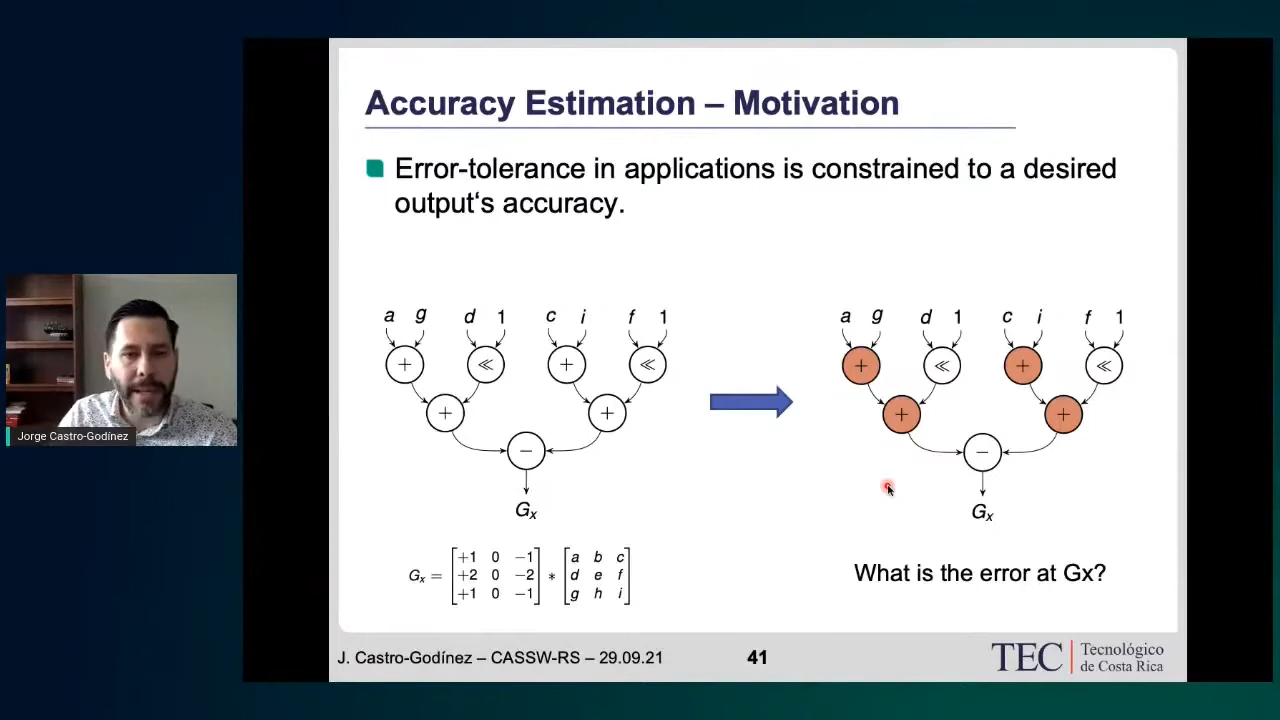 Accuracy Estimation – Motivation
Error-tolerance in applications is constrained to a desired
output‘s accuracy.
a g d 1 c i f 1
+ ≪ + ≪
+ +
−
Gx
a g d 1 c i f 1
+ ≪ + ≪
+ +
−
Gx
+1 0 −1 a b c
Gx = +2 0 −2 * d e f
+1 0 −1 g h i
What is the error at Gx?
Jorge Castro-Godínez
J. Castro-Godínez – CASSW-RS – 29.09.21
41
TEC
Tecnológico
de Costa Rica